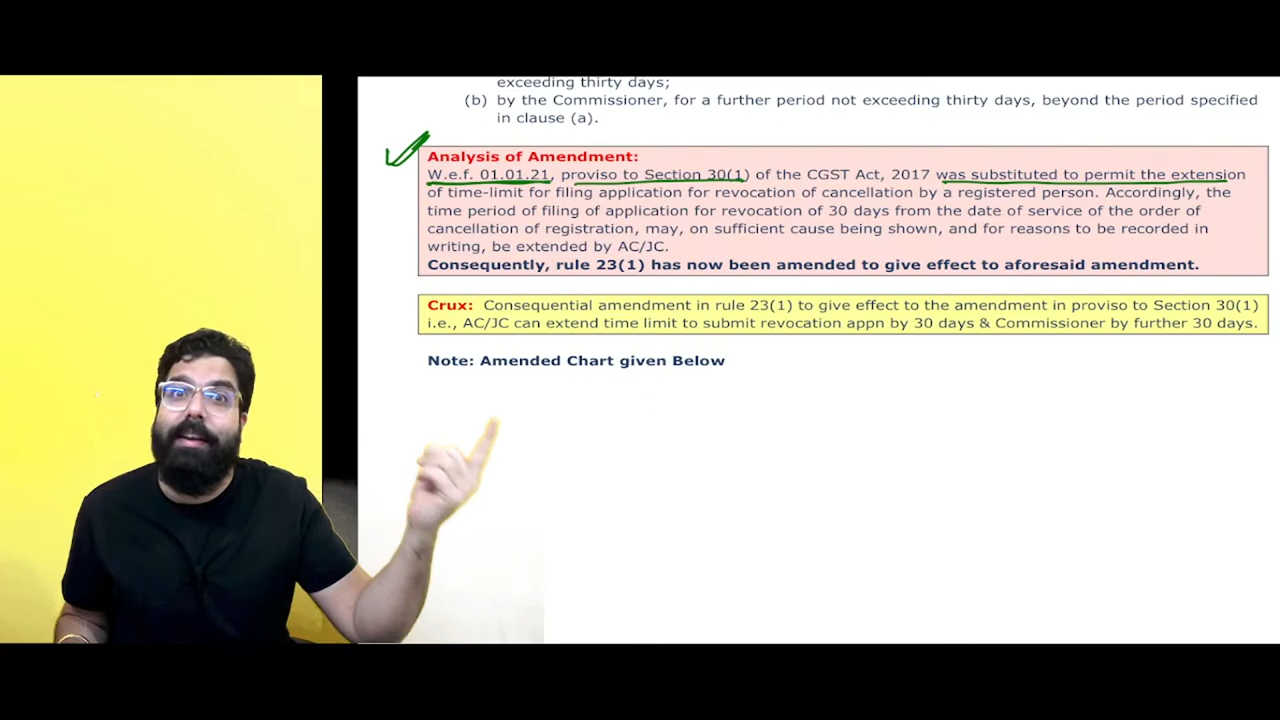 exceeding thirty days;
(b) by the Commissioner, for a further period not exceeding thirty days, beyond the period specified
in clause (a).
Analysis of Amendment:
W.e.f. 01.01.21, proviso to Section 30(1) of the CGST Act, 2017 was substituted to permit the extension
of time-limit for filing application for revocation of cancellation by a registered person. Accordingly, the
time period of filing of application for revocation of 30 days from the date of service of the order of
cancellation of registration, may, on sufficient cause being shown, and for reasons to be recorded in
writing, be extended by AC/JC.
Consequently, rule 23(1) has now been amended to give effect to aforesaid amendment.
Crux: Consequential amendment in rule 23(1) to give effect to the amendment in proviso to Section 30(1)
i.e., AC/JC can extend time limit to submit revocation appn by 30 days & Commissioner by further 30 days.
Note: Amended Chart given Below